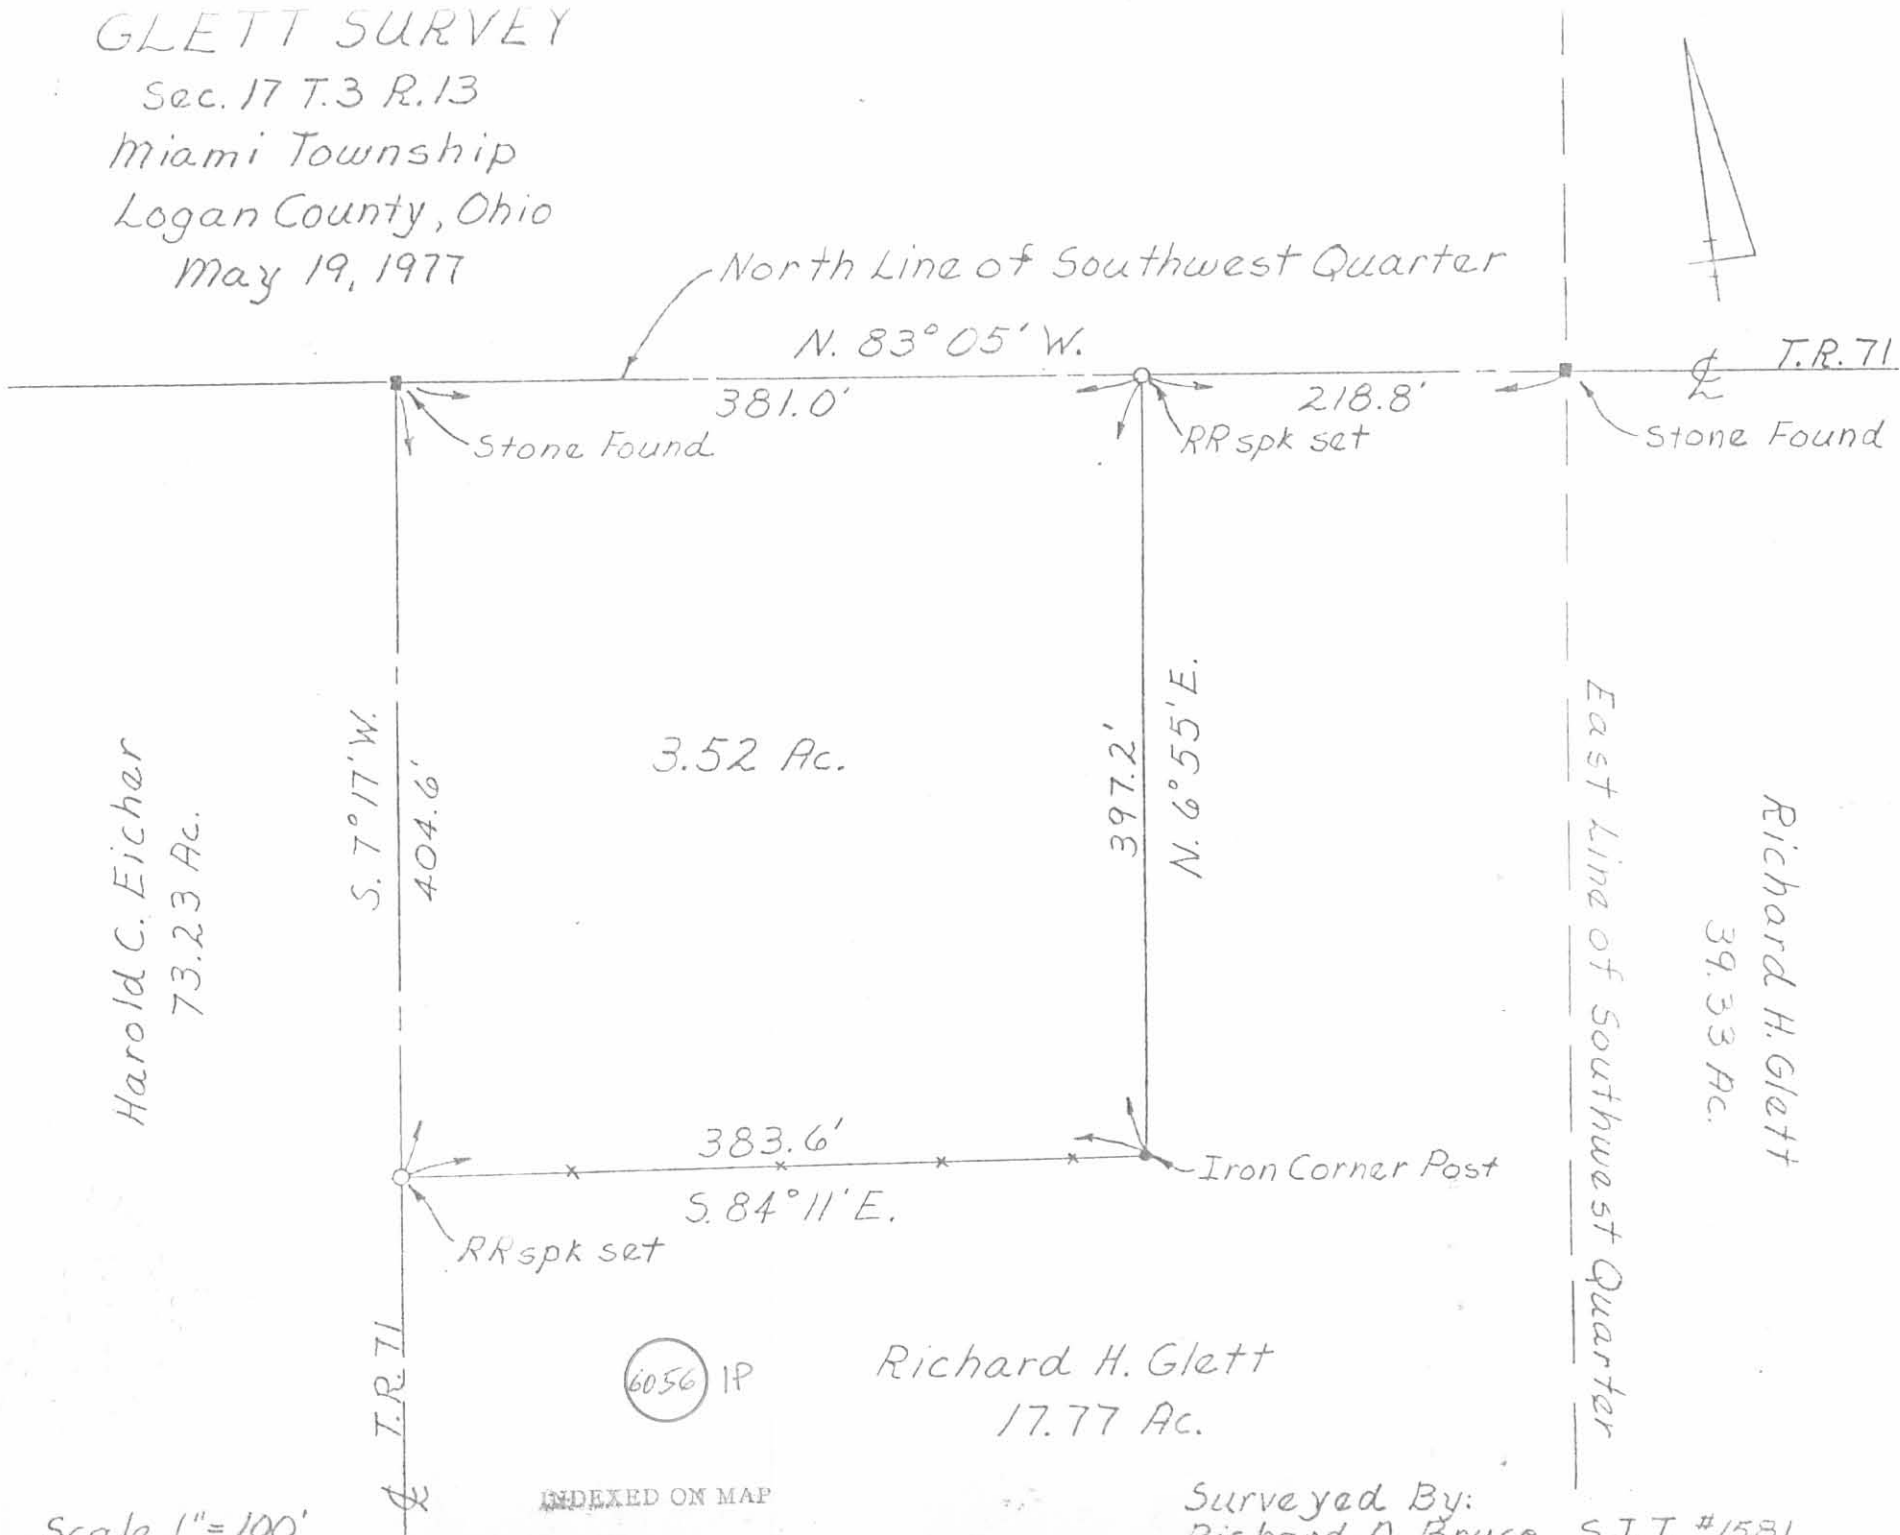 GLETT SURVEY
Sec. 17 T.3 R.13
Miami Township
Logan County, Ohio
May 19, 1977
North Line of Southwest Quarter
N. 83° 05' W.
T.R. 71
381.0'
218.8'
Stone Found
RR spk set
Stone Found
S. 7° 17' W.
404.6'
3.52 Ac.
397.2'
N. 6° 55' E.
East Line of Southwest Quarter
Harold C. Eicher
73.23 Ac.
Richard H. Glett
39.33 Ac.
383.6'
S. 84° 11' E.
Iron Corner Post
RR spk set
T.R. 71
6056 IP
Richard H. Glett
17.77 Ac.
INDEXED ON MAP
Surveyed By:
Scale 1" = 100'
Richard D. Bruce S.I.T. #1581